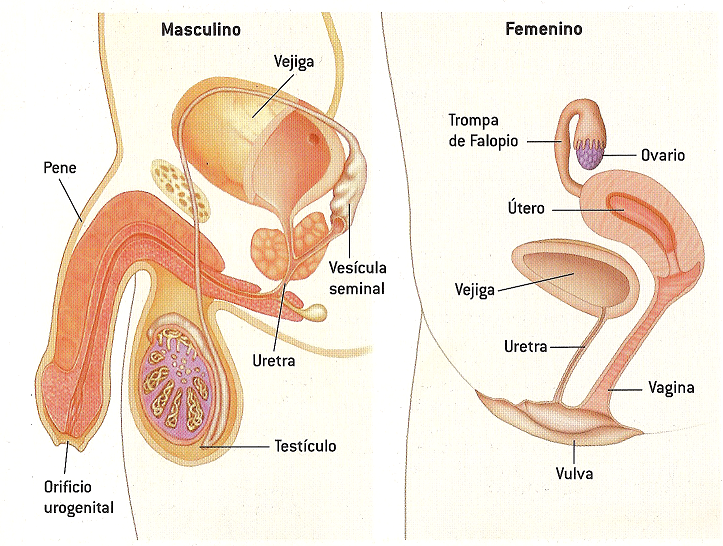 Masculino
Vejiga
Pene
Vesícula
seminal
Uretra
Testículo
Orificio
urogenital
Femenino
Trompa
de Falopio
Ovario
Útero
Vejiga
Uretra
Vagina
Vulva